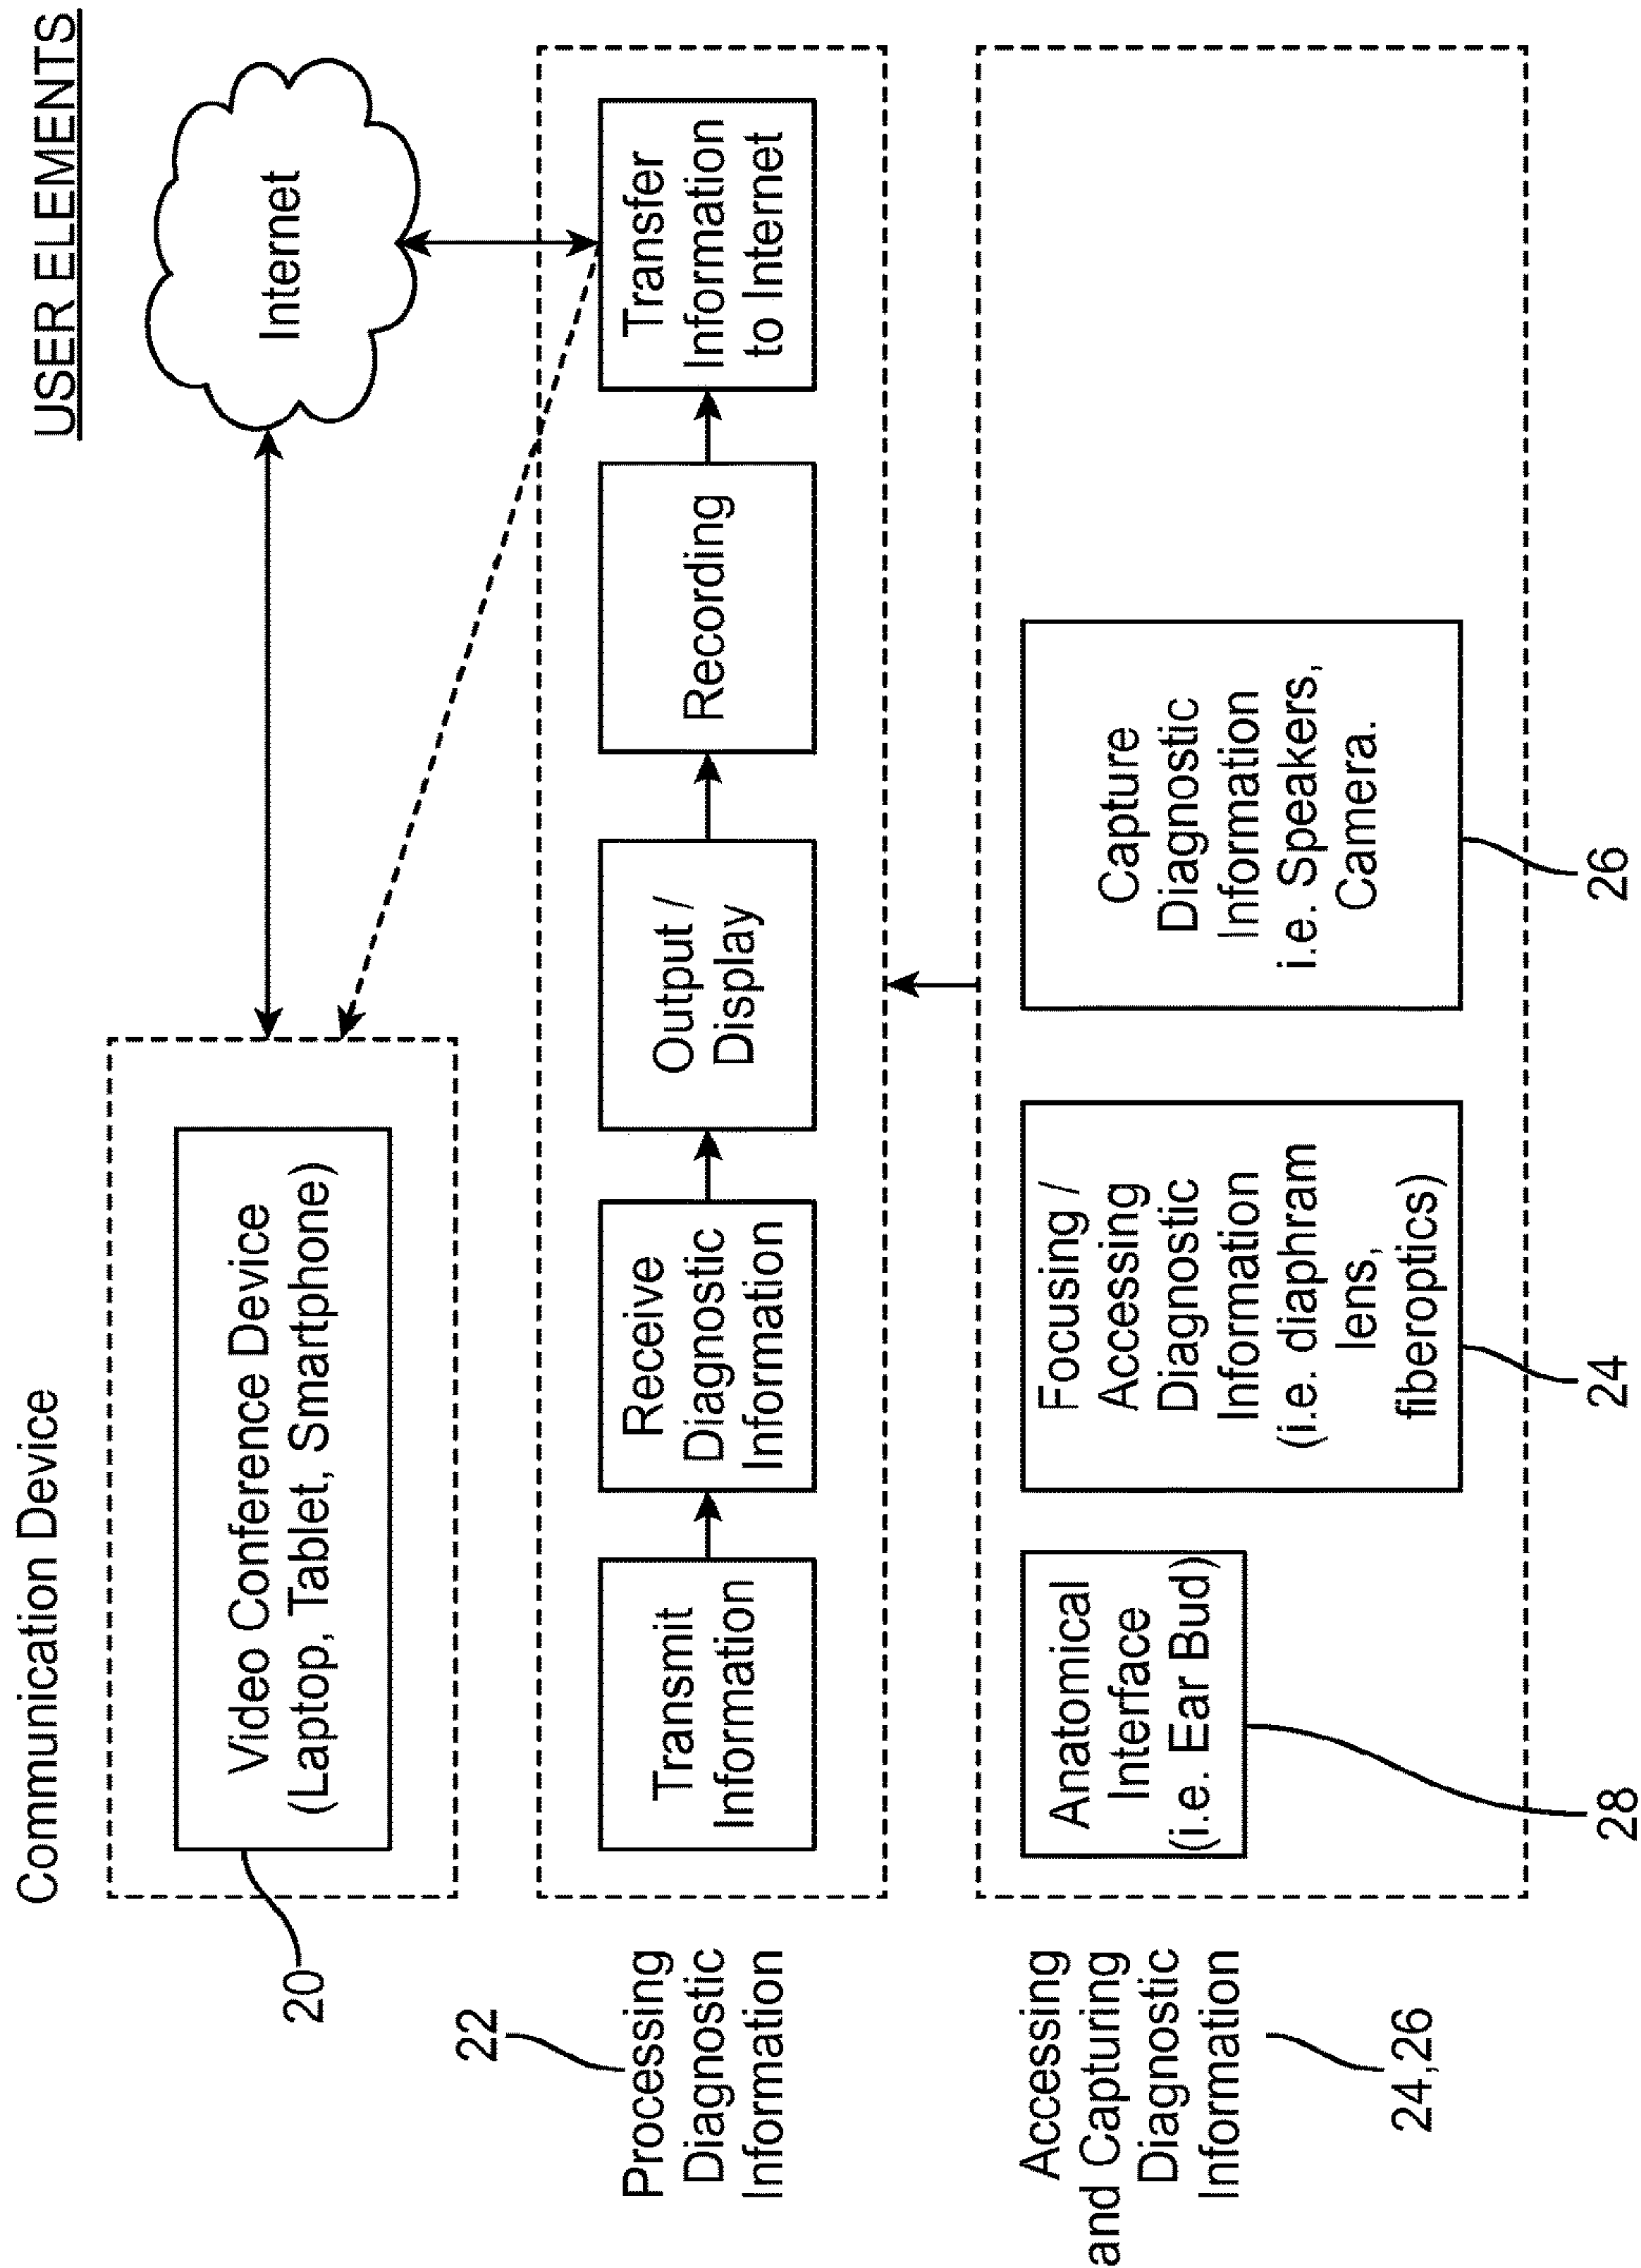 USER ELEMENTS
Communication Device
Video Conference Device
(Laptop, Tablet, Smartphone)
20
Internet
22
Processing
Diagnostic
Information
Transmit
Information
Receive
Diagnostic
Information
Output /
Display
Recording
Transfer
Information
to Internet
Accessing
and Capturing
Diagnostic
Information
24,26
Anatomical
Interface
(i.e. Ear Bud)
28
Focusing /
Accessing
Diagnostic
Information
(i.e. diaphram
lens,
fiberoptics)
24
Capture
Diagnostic
Information
i.e. Speakers,
Camera.
26